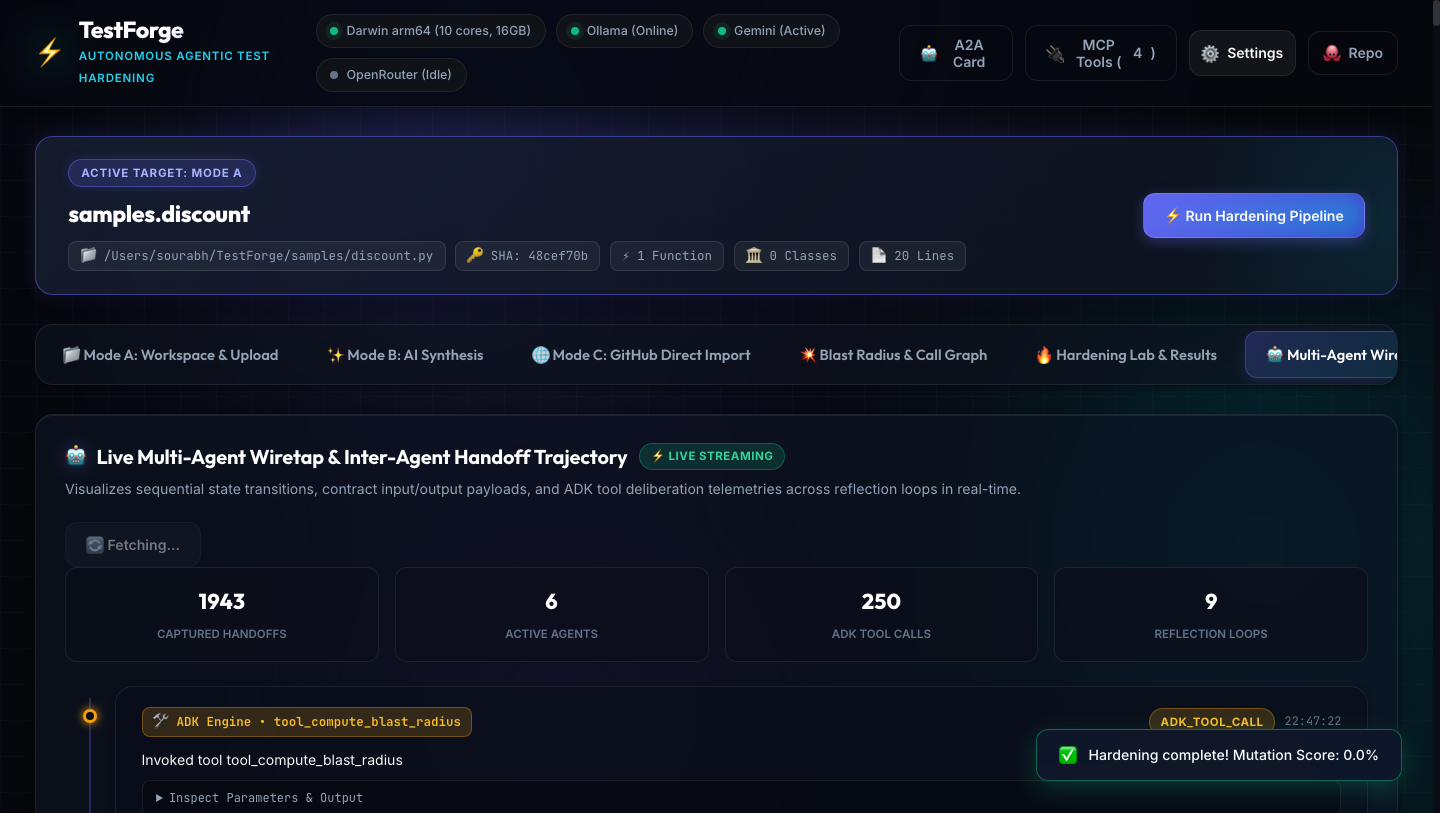 TestForge
AUTONOMOUS AGENTIC TEST
HARDENING
Darwin arm64 (10 cores, 16GB)
Ollama (Online)
Gemini (Active)
OpenRouter (Idle)
A2A
Card
MCP
Tools ( 4 )
Settings
Repo
ACTIVE TARGET: MODE A
samples.discount
/Users/sourabh/TestForge/samples/discount.py
SHA: 48cef70b
⚡ 1 Function
0 Classes
20 Lines
⚡ Run Hardening Pipeline
Mode A: Workspace & Upload
Mode B: AI Synthesis
Mode C: GitHub Direct Import
Blast Radius & Call Graph
Hardening Lab & Results
Multi-Agent Wire
Live Multi-Agent Wiretap & Inter-Agent Handoff Trajectory
⚡ LIVE STREAMING
Visualizes sequential state transitions, contract input/output payloads, and ADK tool deliberation telemetries across reflection loops in real-time.
Fetching...
1943
CAPTURED HANDOFFS
6
ACTIVE AGENTS
250
ADK TOOL CALLS
9
REFLECTION LOOPS
ADK Engine • tool_compute_blast_radius
ADK_TOOL_CALL
22:47:22
Invoked tool tool_compute_blast_radius
▶ Inspect Parameters & Output
Hardening complete! Mutation Score: 0.0%